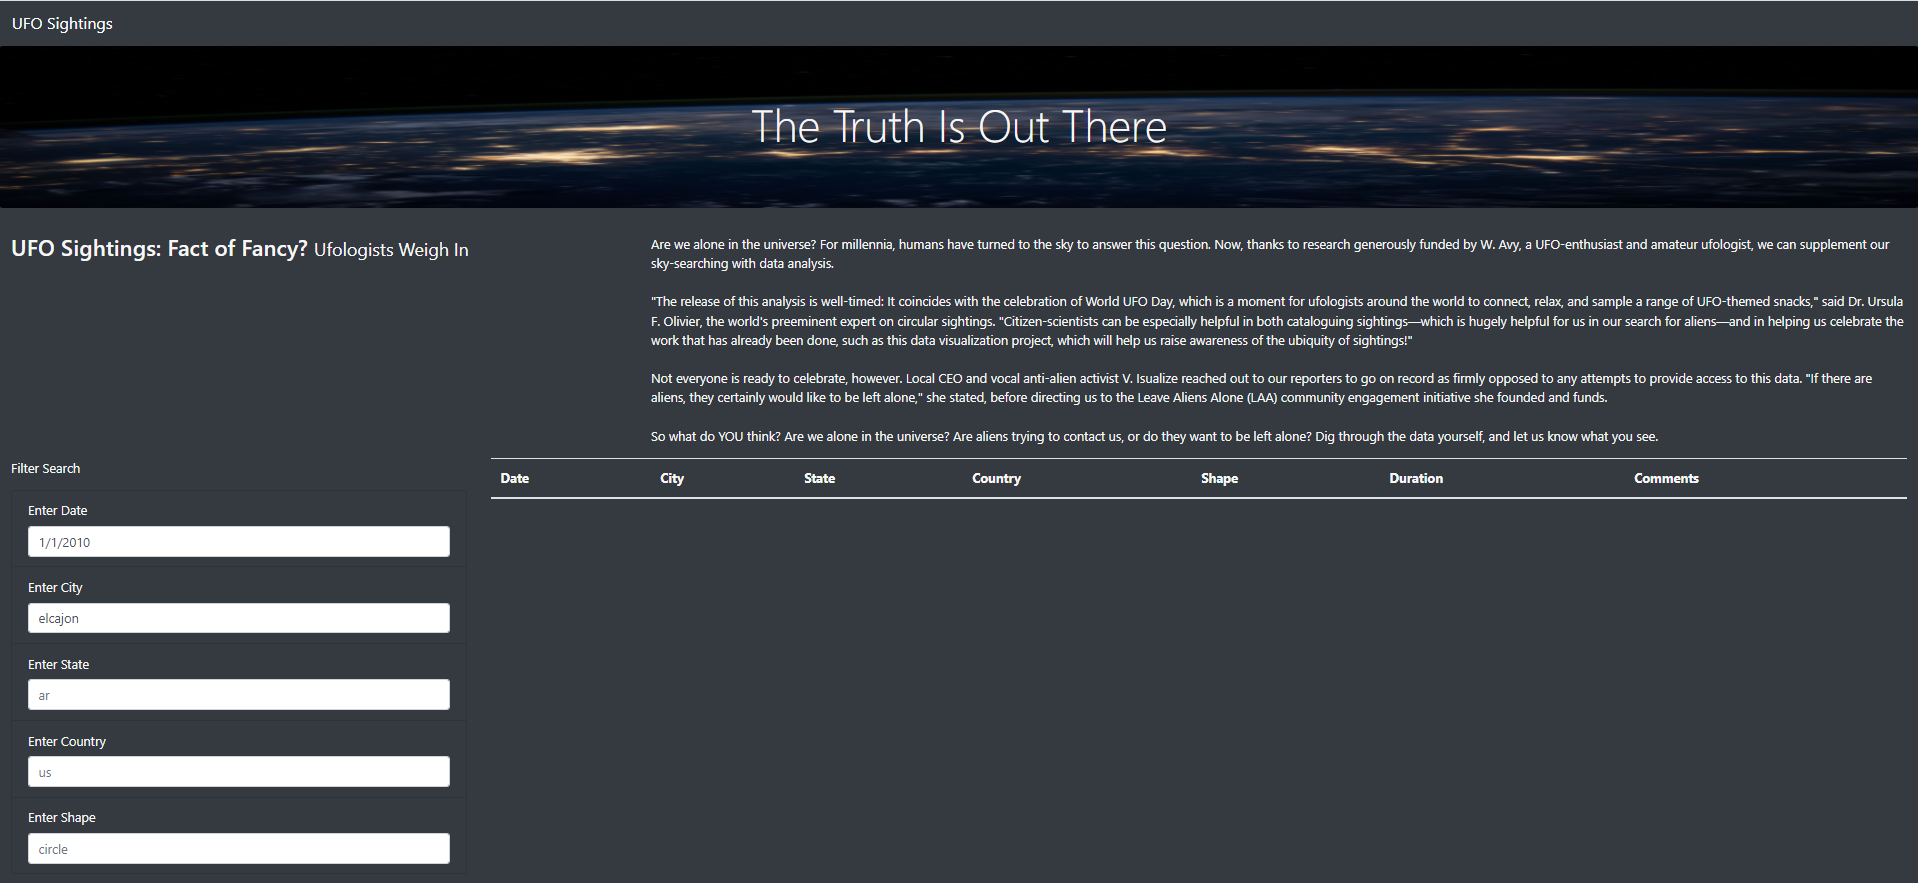 UFO Sightings
The Truth Is Out There
UFO Sightings: Fact of Fancy? Ufologists Weigh In
Are we alone in the universe? For millennia, humans have turned to the sky to answer this question. Now, thanks to research generously funded by W. Avy, a UFO-enthusiast and amateur ufologist, we can supplement our
sky-searching with data analysis.
"The release of this analysis is well-timed: It coincides with the celebration of World UFO Day, which is a moment for ufologists around the world to connect, relax, and sample a range of UFO-themed snacks," said Dr. Ursula
F. Olivier, the world's preeminent expert on circular sightings. "Citizen-scientists can be especially helpful in both cataloguing sightings—which is hugely helpful for us in our search for aliens—and in helping us celebrate the
work that has already been done, such as this data visualization project, which will help us raise awareness of the ubiquity of sightings!"
Not everyone is ready to celebrate, however. Local CEO and vocal anti-alien activist V. Isualize reached out to our reporters to go on record as firmly opposed to any attempts to provide access to this data. "If there are
aliens, they certainly would like to be left alone," she stated, before directing us to the Leave Aliens Alone (LAA) community engagement initiative she founded and funds.
So what do YOU think? Are we alone in the universe? Are aliens trying to contact us, or do they want to be left alone? Dig through the data yourself, and let us know what you see.
Filter Search
Enter Date
1/1/2010
Enter City
elcajon
Enter State
ar
Enter Country
us
Enter Shape
circle
Date City State Country Shape Duration Comments